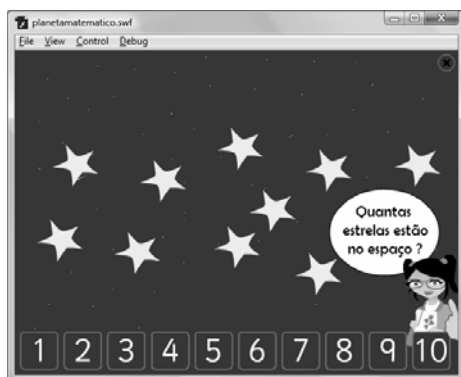 planetamatematico.swf
File View Control Debug
Quantas
estrelas estão
no espaço ?
1 2 3 4 5 6 7 8 9 10